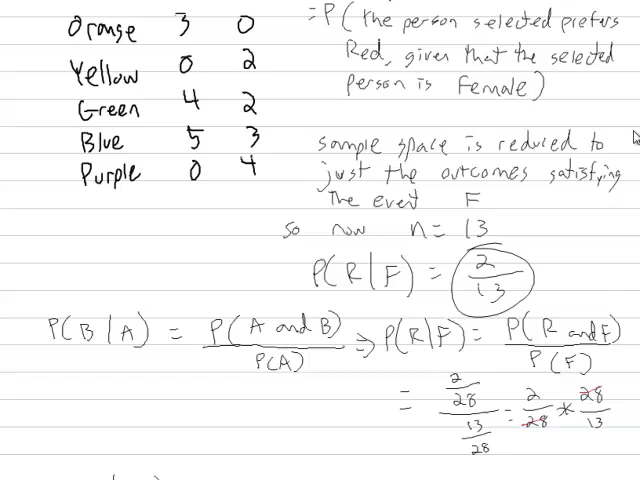 Orange 3 0
Yellow 0 2
Green 4 2
Blue 5 3
Purple 0 4
= P( the person selected prefers
Red, given that the selected
person is Female)
sample space is reduced to
just the outcomes satisfying
the event F
so now n = 13
P(R | F) = 2/13
P(B | A) = P(A and B)/P(A) => P(R | F) = P(R and F)/P(F)
= (2/28)/(13/28) = 2/28 * 28/13